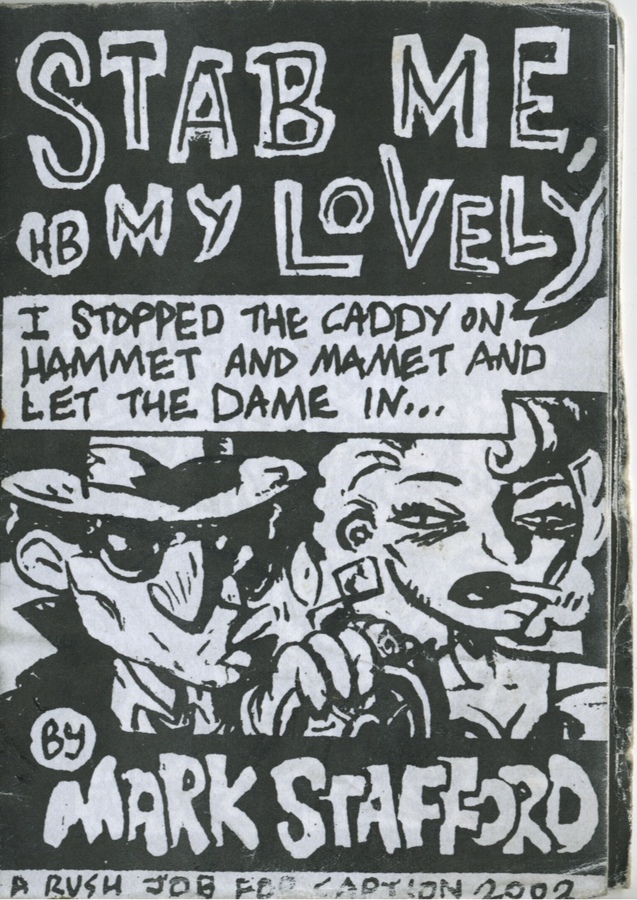 STAB ME,
HB MY LOVELY
I STOPPED THE CADDY ON
HAMMET AND MAMET AND
LET THE DAME IN...
BY
MARK STAFFORD
A RUSH JOB FOR CAPTION 2002